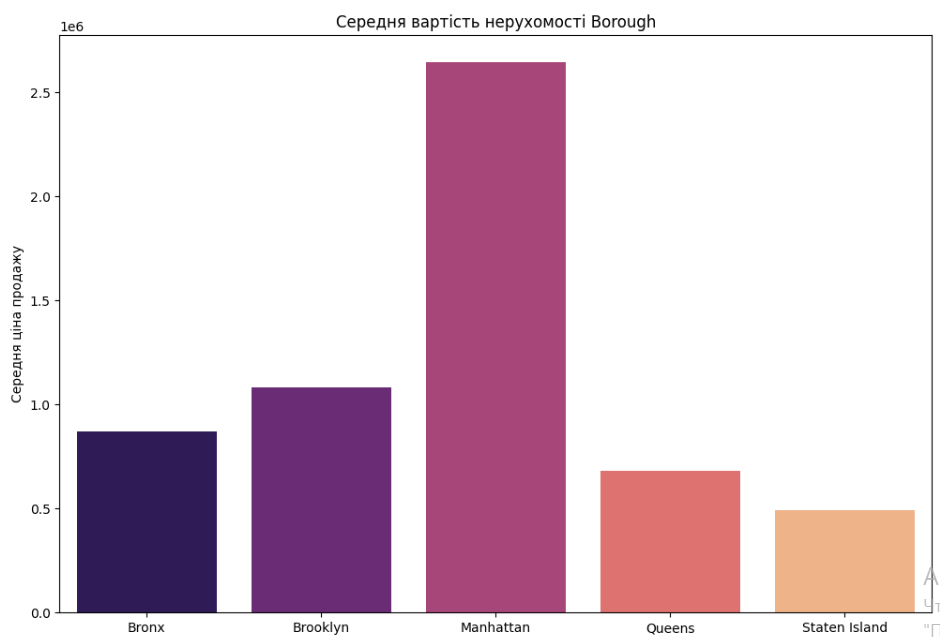 Середня вартість нерухомості Borough
1e6
2.5
2.0
1.5
1.0
0.5
0.0
Середня ціна продажу
Bronx Brooklyn Manhattan Queens Staten Island